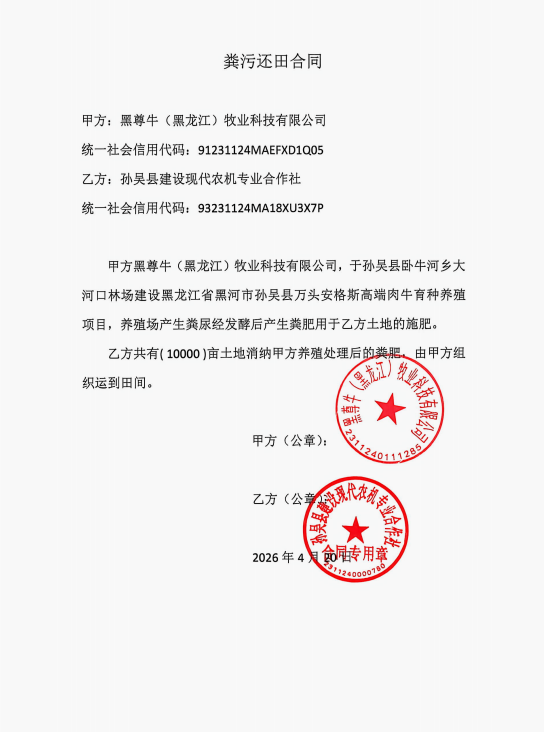 粪污还田合同
甲方：黑尊牛（黑龙江）牧业科技有限公司
统一社会信用代码：91231124MAEFXD1Q05
乙方：孙吴县建设现代农机专业合作社
统一社会信用代码：93231124MA18XU3X7P
甲方黑尊牛（黑龙江）牧业科技有限公司，于孙吴县卧牛河乡大
河口林场建设黑龙江省黑河市孙吴县万头安格斯高端肉牛育种养殖
项目，养殖场产生粪尿经发酵后产生粪肥用于乙方土地的施肥。
乙方共有( 10000 )亩土地消纳甲方养殖处理后的粪肥，由甲方组
织运到田间。
黑尊牛（黑龙江）牧业科技有限公司
2311240111285
甲方（公章）：
乙方（公章）：
孙吴县建设现代农机专业合作社
合同专用章
2311240000760
2026 年 4 月 20 日